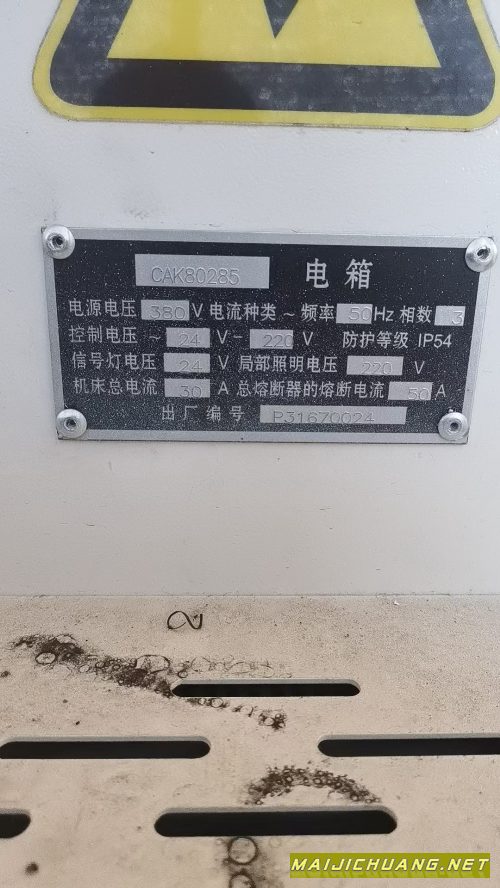 CAK80285 电箱
电源电压 380 V 电流种类 ~ 频率 50 Hz 相数 3
控制电压 ~ 24 V- 220 V 防护等级 IP54
信号灯电压 24 V 局部照明电压 220 V
机床总电流 30 A 总熔断器的熔断电流 50 A
出厂编号 P31670024
MAIJICHUANG.NET